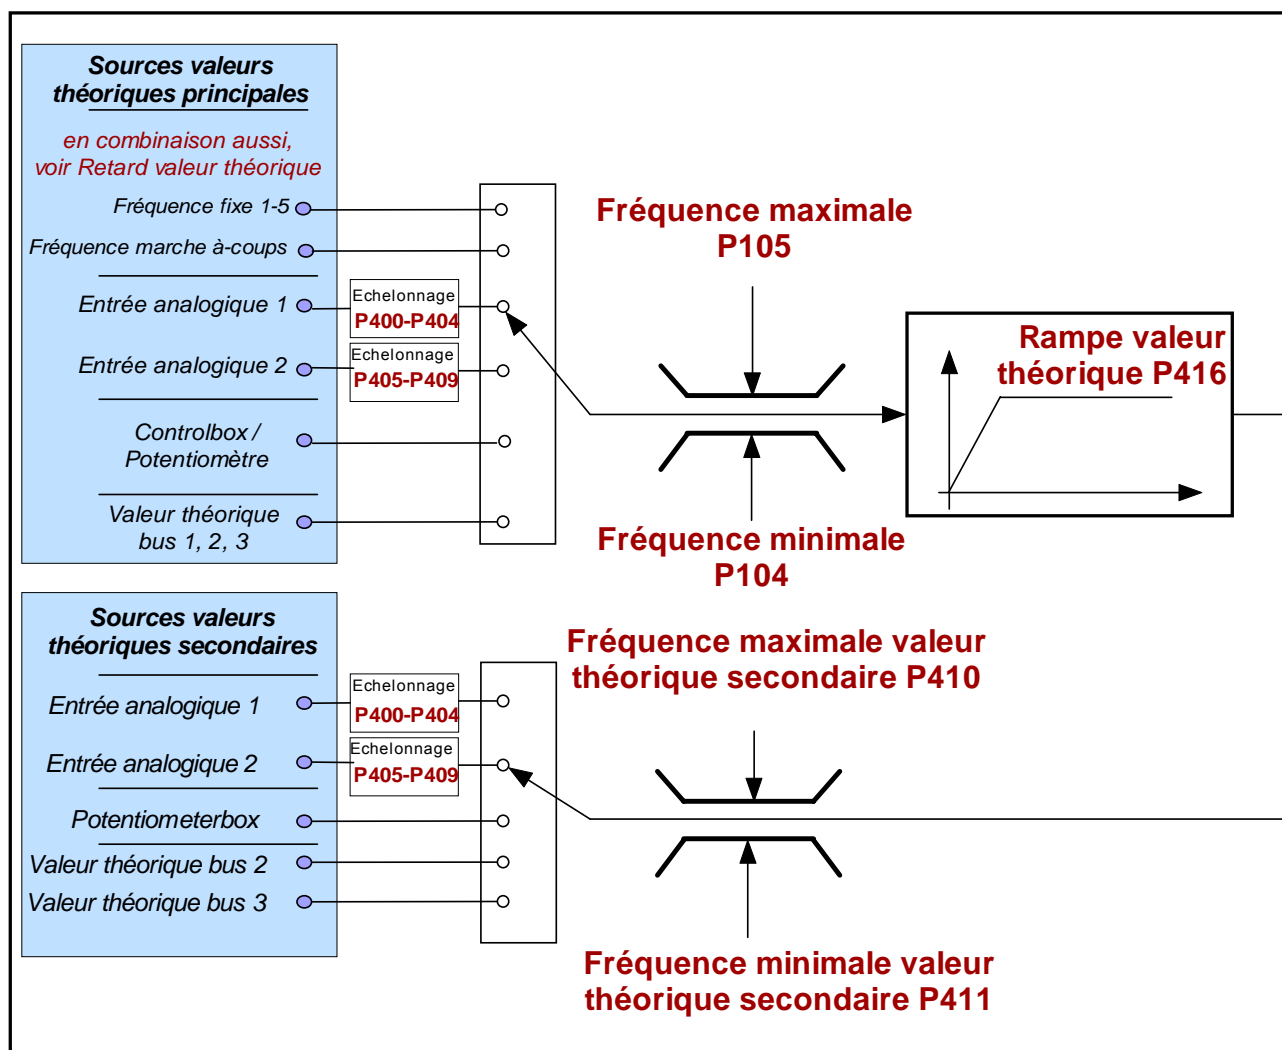 Sources valeurs
théoriques principales
en combinaison aussi,
voir Retard valeur théorique
Fréquence fixe 1-5
Fréquence marche à-coups
Entrée analogique 1
Echelonnage
P400-P404
Entrée analogique 2
Echelonnage
P405-P409
Controlbox /
Potentiomètre
Valeur théorique
bus 1, 2, 3
Fréquence maximale
P105
Fréquence minimale
P104
Rampe valeur
théorique P416
Sources valeurs
théoriques secondaires
Entrée analogique 1
Echelonnage
P400-P404
Entrée analogique 2
Echelonnage
P405-P409
Potentiometerbox
Valeur théorique bus 2
Valeur théorique bus 3
Fréquence maximale valeur
théorique secondaire P410
Fréquence minimale valeur
théorique secondaire P411